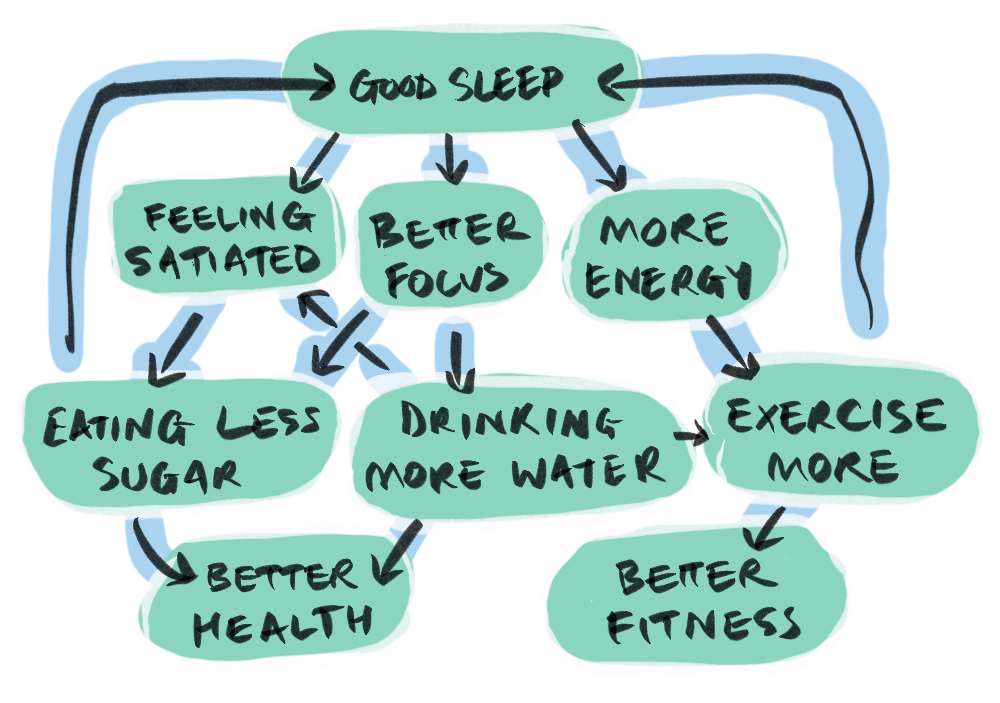 GOOD SLEEP
FEELING
SATIATED
BETTER
FOCUS
MORE
ENERGY
EATING LESS
SUGAR
DRINKING
MORE WATER
EXERCISE
MORE
BETTER
HEALTH
BETTER
FITNESS